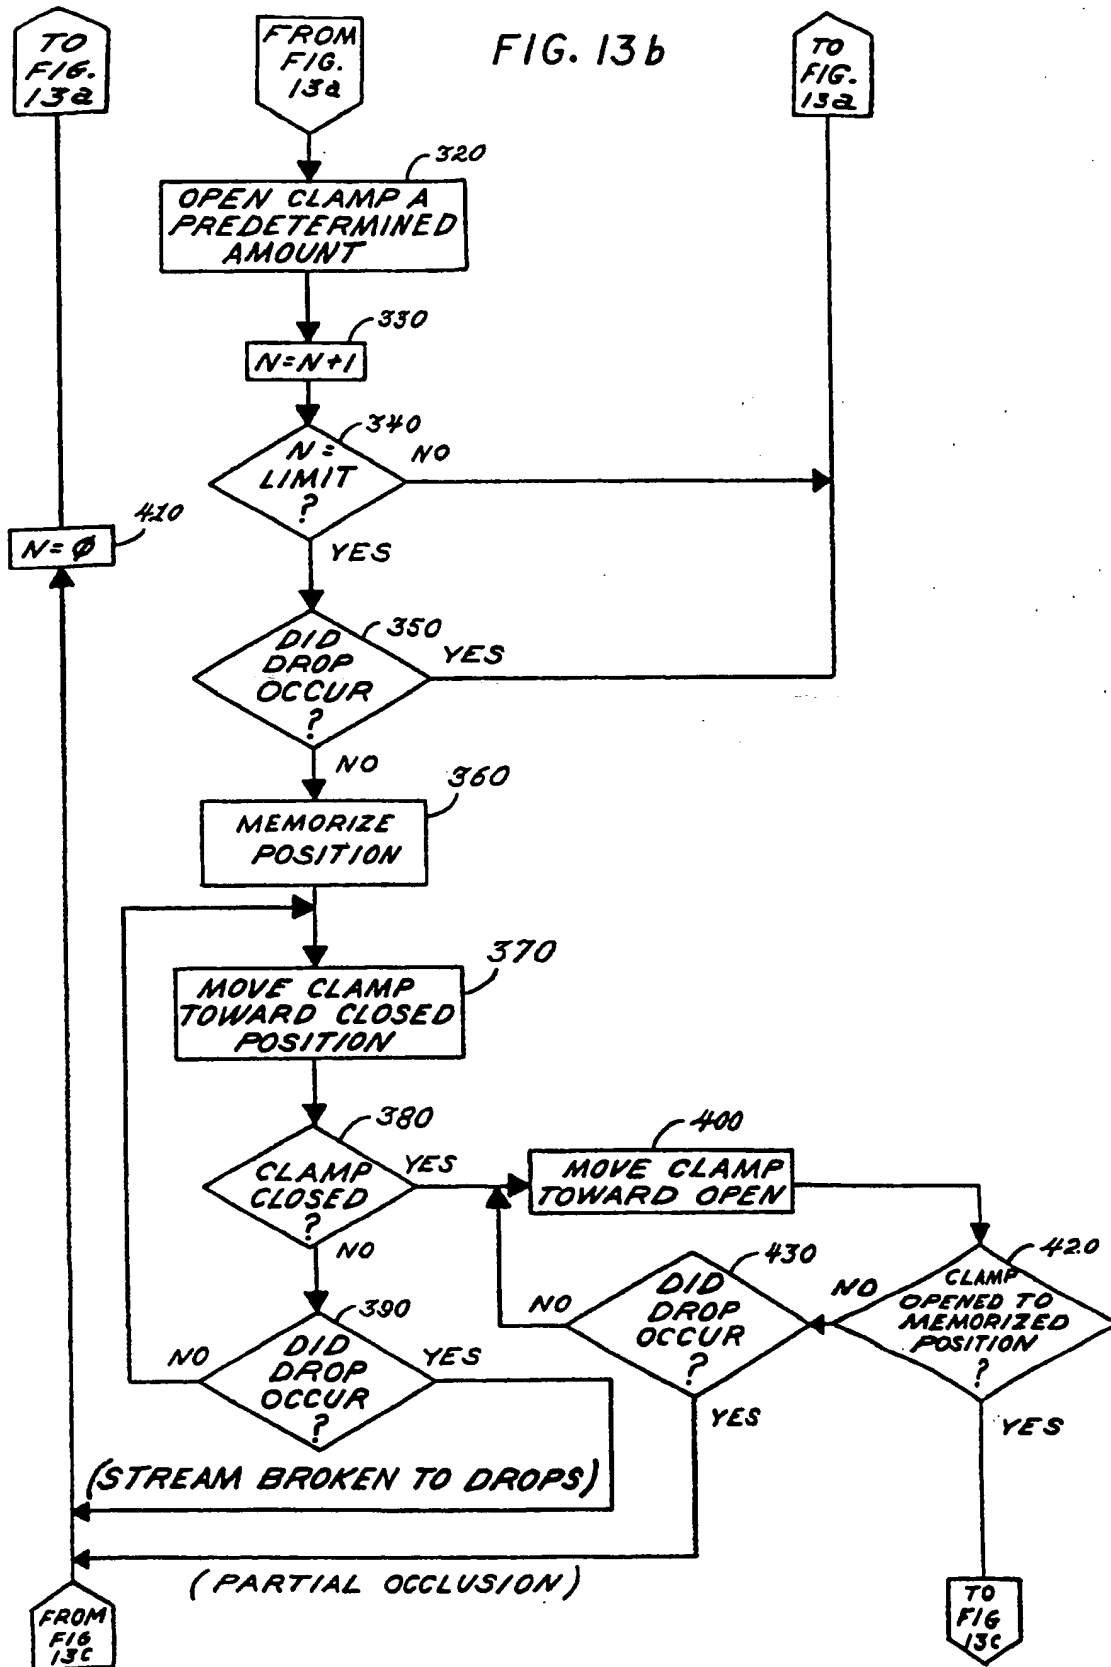 TO
FIG.
13a
FROM
FIG.
13a
FIG. 13b
TO
FIG.
13a
320
OPEN CLAMP A
PREDETERMINED
AMOUNT
330
N=N+1
340
N=
LIMIT
?
NO
YES
410
N=Ø
350
DID
DROP
OCCUR
?
YES
NO
360
MEMORIZE
POSITION
370
MOVE CLAMP
TOWARD CLOSED
POSITION
380
CLAMP
CLOSED
?
YES
NO
400
MOVE CLAMP
TOWARD OPEN
420
CLAMP
OPENED TO
MEMORIZED
POSITION
?
NO
YES
430
DID
DROP
OCCUR
?
NO
YES
390
DID
DROP
OCCUR
?
NO
YES
(STREAM BROKEN TO DROPS)
(PARTIAL OCCLUSION)
FROM
FIG
13c
TO
FIG
13c